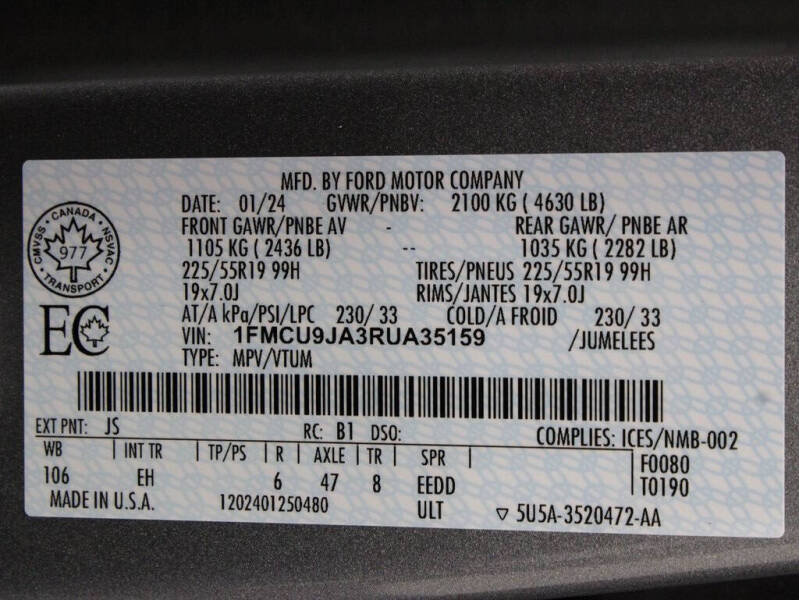 MFD. BY FORD MOTOR COMPANY
DATE: 01/24 GVWR/PNBV: 2100 KG ( 4630 LB)
FRONT GAWR/PNBE AV - REAR GAWR/ PNBE AR
1105 KG ( 2436 LB) -- 1035 KG ( 2282 LB)
225/55R19 99H TIRES/PNEUS 225/55R19 99H
19x7.0J RIMS/JANTES 19x7.0J
AT/A kPa/PSI/LPC 230/ 33 COLD/A FROID 230/ 33
VIN: 1FMCU9JA3RUA35159 /JUMELEES
TYPE: MPV/VTUM
CANADA
CMVSS 977 NSVAC
TRANSPORT
EC
EXT PNT: JS RC: B1 DSO: COMPLIES: ICES/NMB-002
WB | INT TR | TP/PS | R | AXLE | TR | SPR | F0080
106 EH 6 47 8 EEDD T0190
MADE IN U.S.A. 1202401250480 ULT ▽ 5U5A-3520472-AA